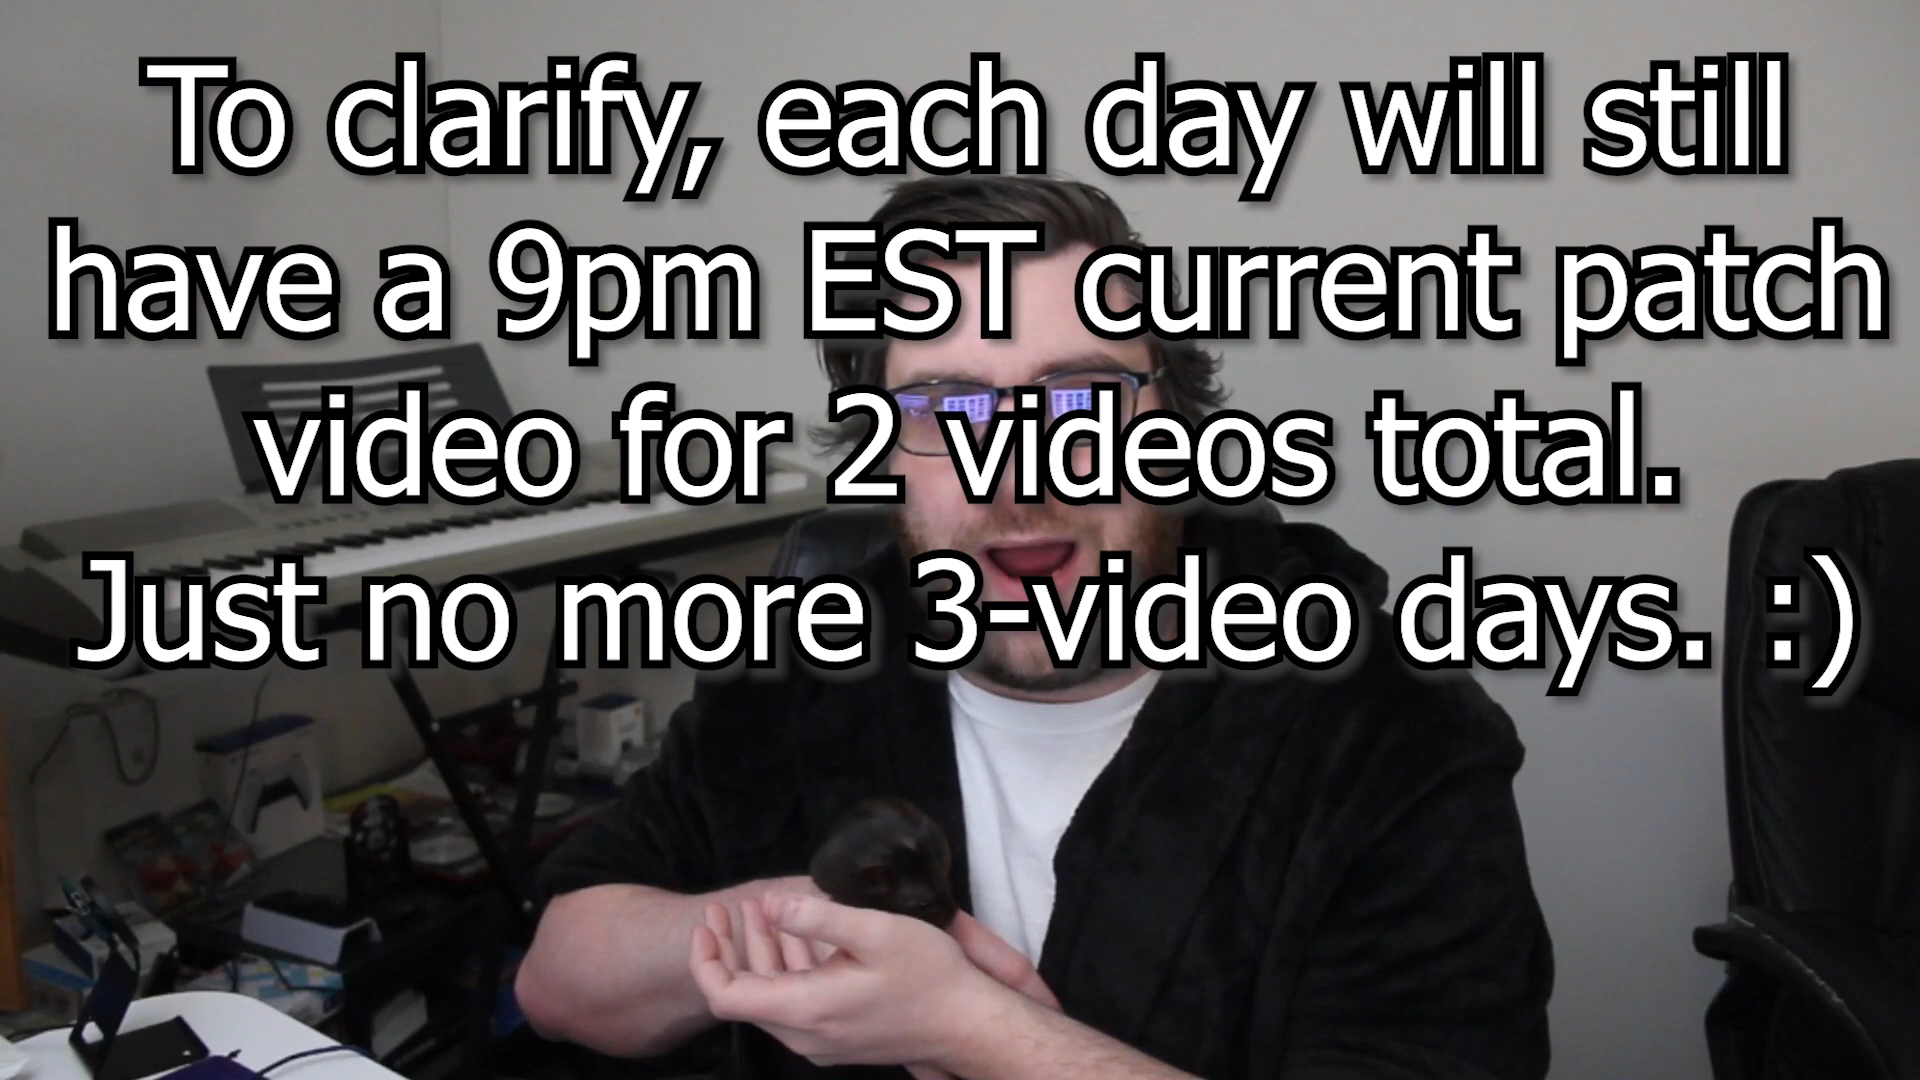 To clarify, each day will still
have a 9pm EST current patch
video for 2 videos total.
Just no more 3-video days. :)